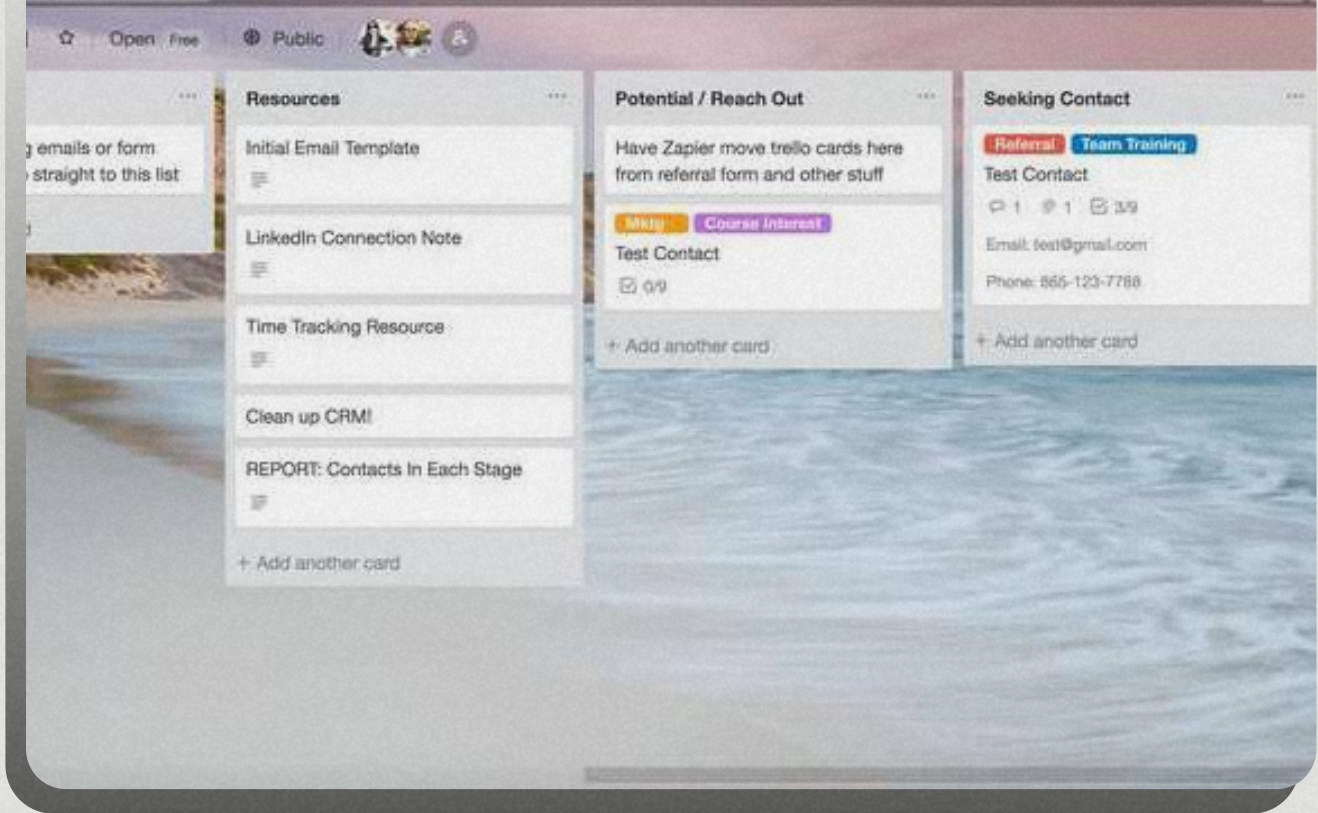 Open Free Public
g emails or form
straight to this list
Resources
Initial Email Template
LinkedIn Connection Note
Time Tracking Resource
Clean up CRM!
REPORT: Contacts In Each Stage
+ Add another card
Potential / Reach Out
Have Zapier move trello cards here
from referral form and other stuff
Mktg Course Interest
Test Contact
0/9
+ Add another card
Seeking Contact
Referral Team Training
Test Contact
1 1 3/9
Email: test@gmail.com
Phone: 865-123-7788
+ Add another card